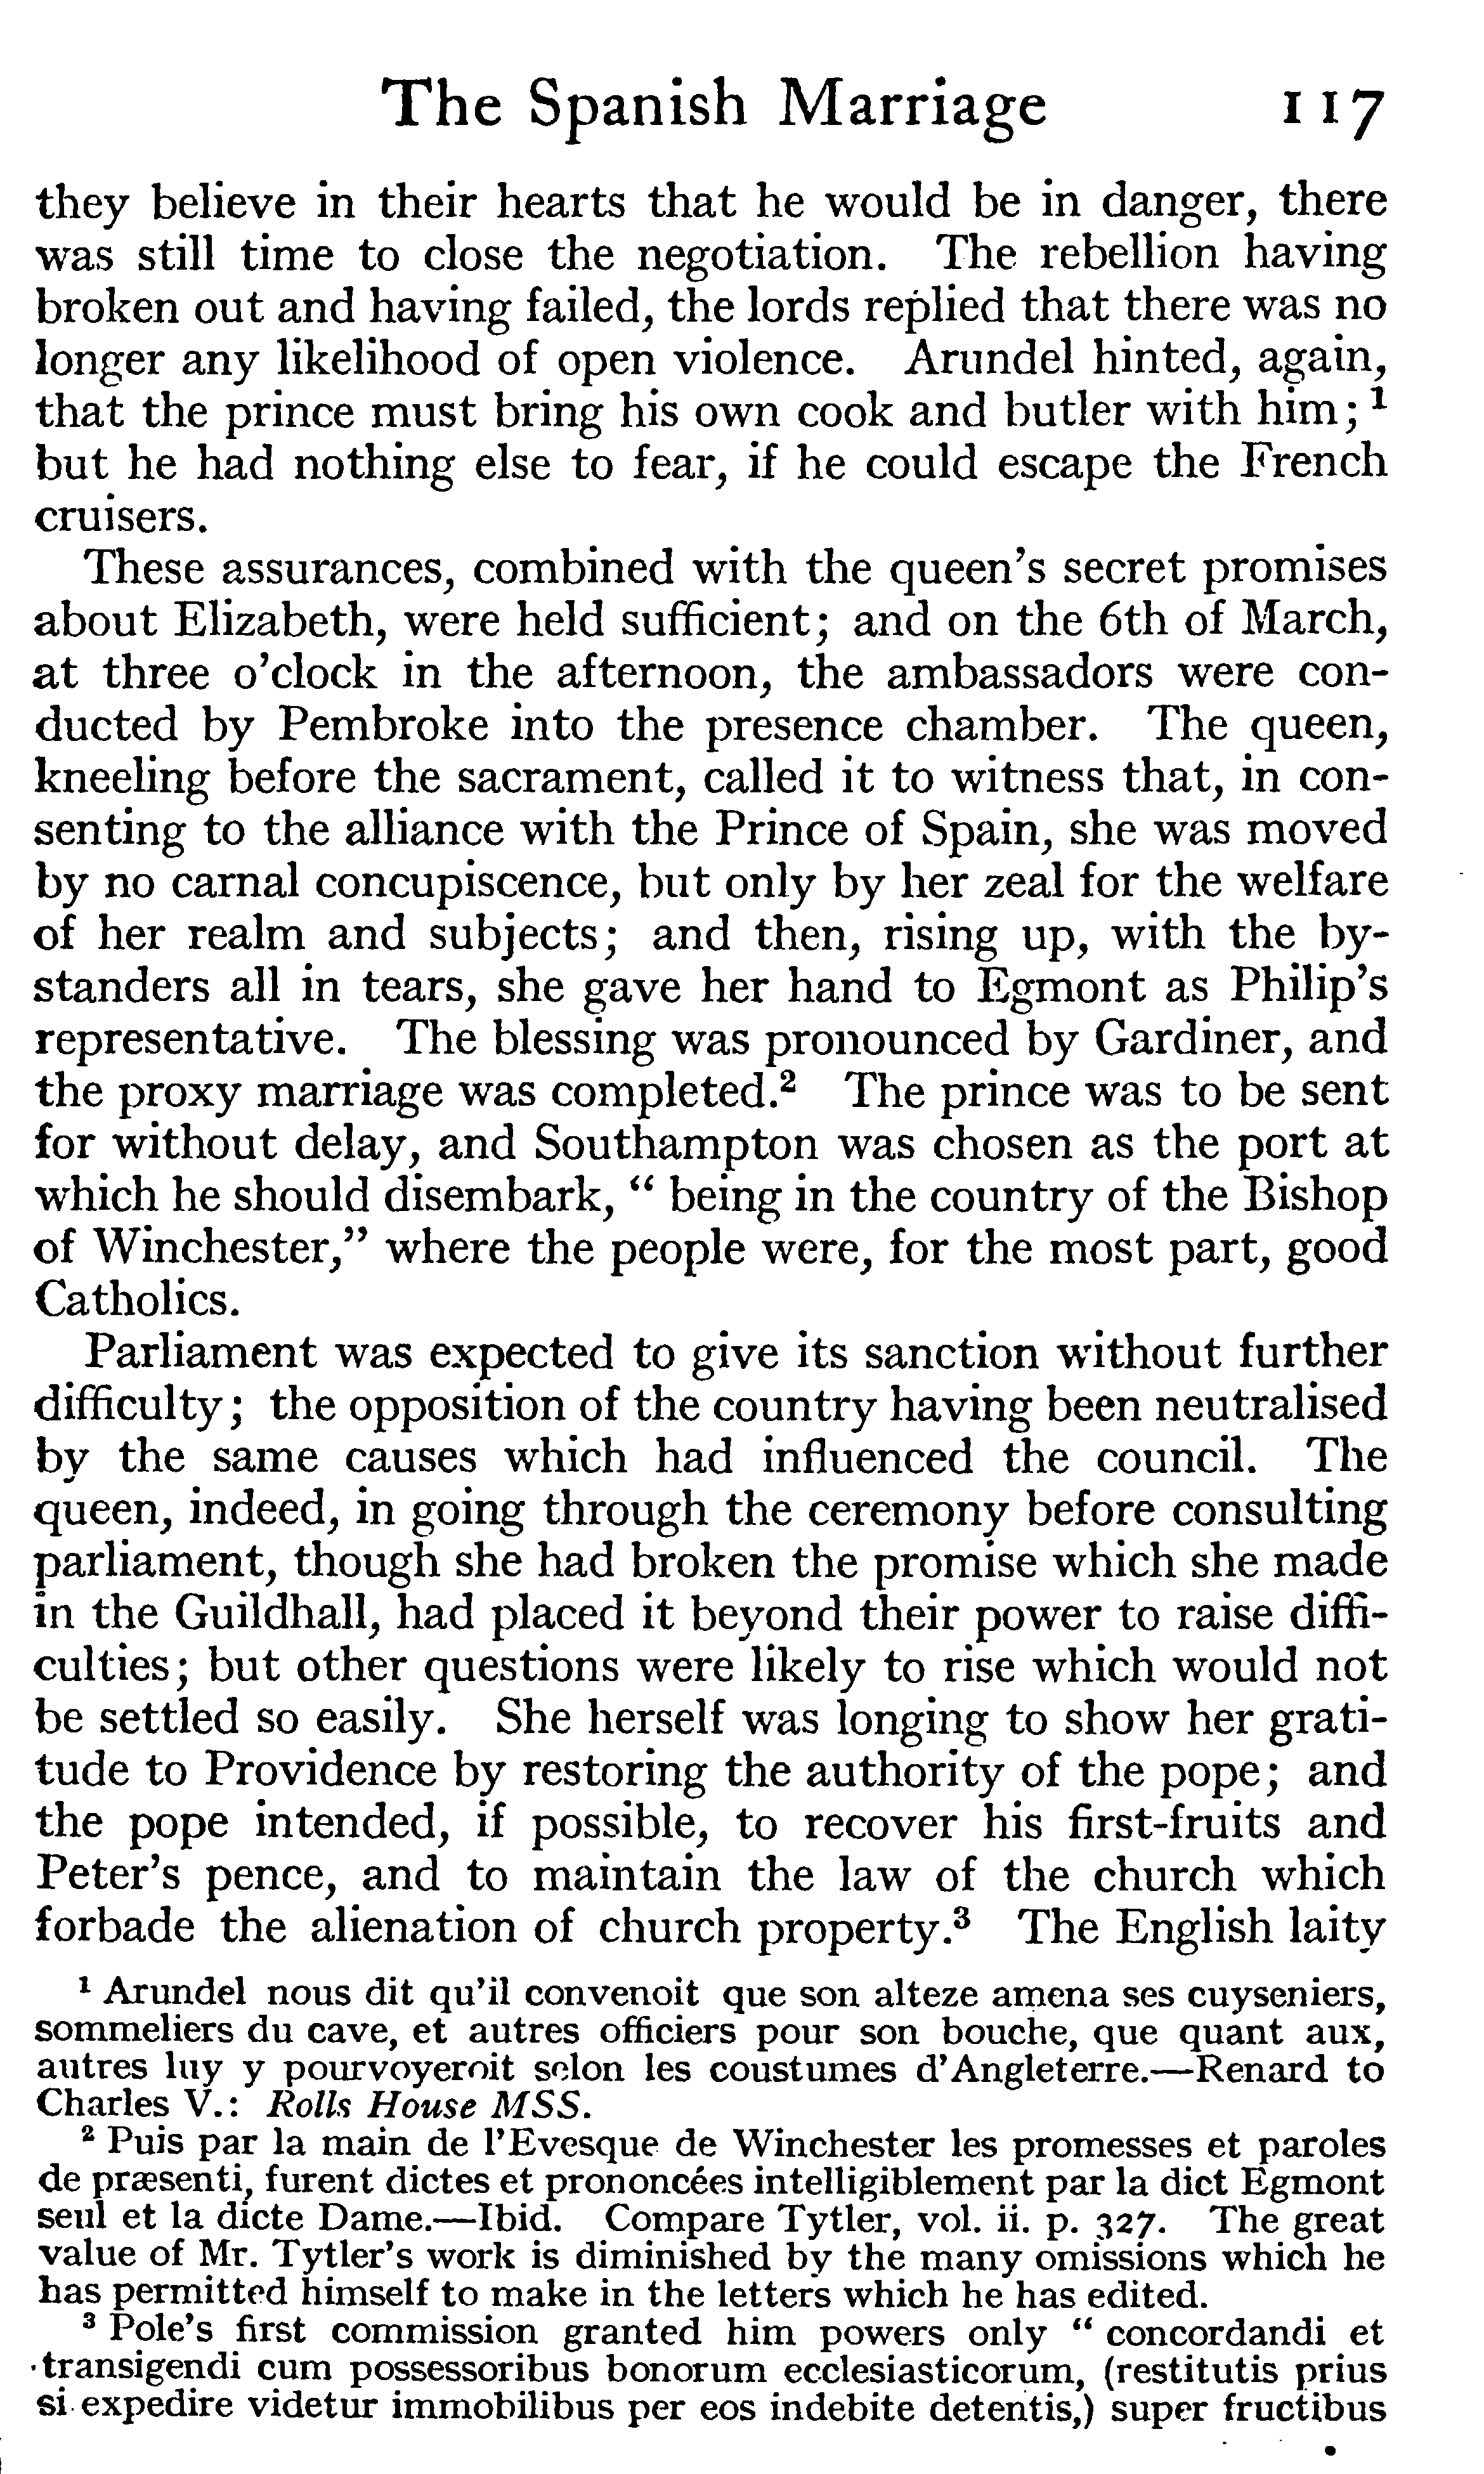 The Spanish Marriage 117
they believe in their hearts that he would be in danger, there
was still time to close the negotiation. The rebellion having
broken out and having failed, the lords replied that there was no
longer any likelihood of open violence. Arundel hinted, again,
that the prince must bring his own cook and butler with him;¹
but he had nothing else to fear, if he could escape the French
cruisers.
These assurances, combined with the queen's secret promises
about Elizabeth, were held sufficient; and on the 6th of March,
at three o'clock in the afternoon, the ambassadors were con-
ducted by Pembroke into the presence chamber. The queen,
kneeling before the sacrament, called it to witness that, in con-
senting to the alliance with the Prince of Spain, she was moved
by no carnal concupiscence, but only by her zeal for the welfare
of her realm and subjects; and then, rising up, with the by-
standers all in tears, she gave her hand to Egmont as Philip's
representative. The blessing was pronounced by Gardiner, and
the proxy marriage was completed.² The prince was to be sent
for without delay, and Southampton was chosen as the port at
which he should disembark, "being in the country of the Bishop
of Winchester," where the people were, for the most part, good
Catholics.
Parliament was expected to give its sanction without further
difficulty; the opposition of the country having been neutralised
by the same causes which had influenced the council. The
queen, indeed, in going through the ceremony before consulting
parliament, though she had broken the promise which she made
in the Guildhall, had placed it beyond their power to raise diffi-
culties; but other questions were likely to rise which would not
be settled so easily. She herself was longing to show her grati-
tude to Providence by restoring the authority of the pope; and
the pope intended, if possible, to recover his first-fruits and
Peter's pence, and to maintain the law of the church which
forbade the alienation of church property.³ The English laity
¹ Arundel nous dit qu'il convenoit que son alteze amena ses cuyseniers,
sommeliers du cave, et autres officiers pour son bouche, que quant aux,
autres luy y pourvoyeroit selon les coustumes d'Angleterre.—Renard to
Charles V.: Rolls House MSS.
² Puis par la main de l'Evesque de Winchester les promesses et paroles
de præsenti, furent dictes et prononcées intelligiblement par la dict Egmont
seul et la dicte Dame.—Ibid. Compare Tytler, vol. ii. p. 327. The great
value of Mr. Tytler's work is diminished by the many omissions which he
has permitted himself to make in the letters which he has edited.
³ Pole's first commission granted him powers only "concordandi et
transigendi cum possessoribus bonorum ecclesiasticorum, (restitutis prius
si expedire videtur immobilibus per eos indebite detentis,) super fructibus